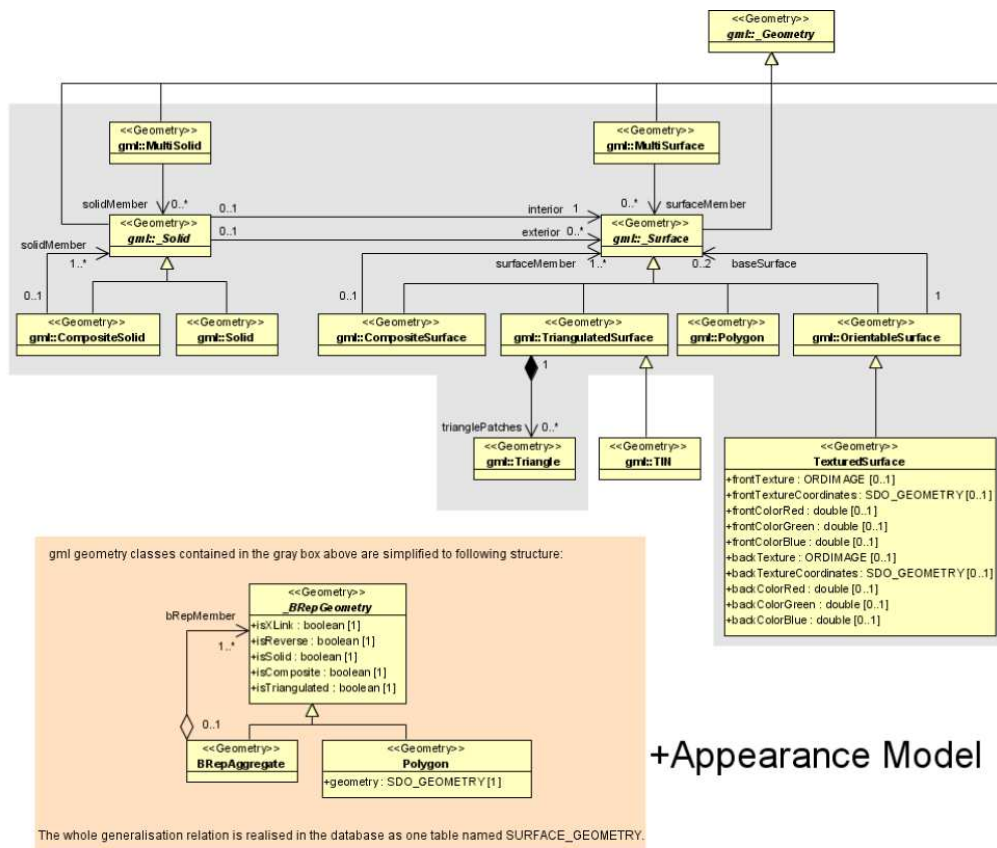 <<Geometry>>
gml::_Geometry
<<Geometry>>
gml::MultiSolid
<<Geometry>>
gml::MultiSurface
solidMember
0..*
0..*
surfaceMember
<<Geometry>>
gml::_Solid
0..1
interior
1
<<Geometry>>
gml::_Surface
0..1
exterior
0..*
solidMember
1..*
surfaceMember
1..*
0..2
baseSurface
0..1
0..1
1
<<Geometry>>
gml::CompositeSolid
<<Geometry>>
gml::Solid
<<Geometry>>
gml::CompositeSurface
<<Geometry>>
gml::TriangulatedSurface
<<Geometry>>
gml::Polygon
<<Geometry>>
gml::OrientableSurface
1
trianglePatches
0..*
<<Geometry>>
gml::Triangle
<<Geometry>>
gml::TIN
<<Geometry>>
TexturedSurface
+frontTexture : ORDIMAGE [0..1]
+frontTextureCoordinates : SDO_GEOMETRY [0..1]
+frontColorRed : double [0..1]
+frontColorGreen : double [0..1]
+frontColorBlue : double [0..1]
+backTexture : ORDIMAGE [0..1]
+backTextureCoordinates : SDO_GEOMETRY [0..1]
+backColorRed : double [0..1]
+backColorGreen : double [0..1]
+backColorBlue : double [0..1]
gml geometry classes contained in the gray box above are simplified to following structure:
<<Geometry>>
_BRepGeometry
+isXLink : boolean [1]
+isReverse : boolean [1]
+isSolid : boolean [1]
+isComposite : boolean [1]
+isTriangulated : boolean [1]
bRepMember
1..*
0..1
<<Geometry>>
BRepAggregate
<<Geometry>>
Polygon
+geometry : SDO_GEOMETRY [1]
+Appearance Model
The whole generalisation relation is realised in the database as one table named SURFACE_GEOMETRY.